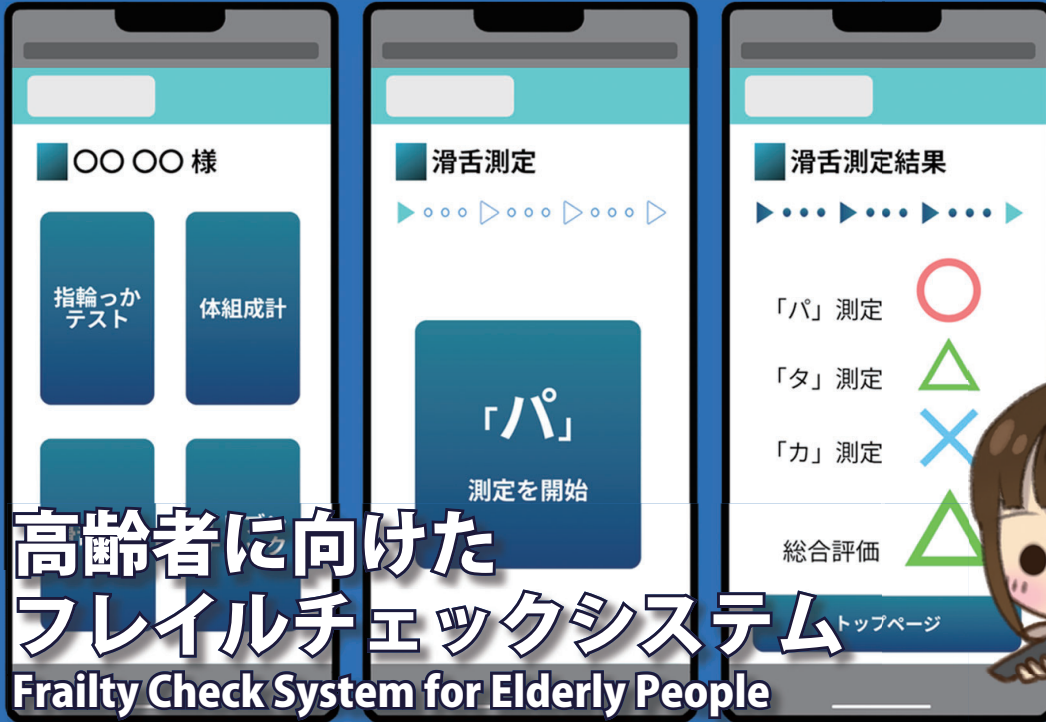 〇〇 〇〇 様
指輪っか
テスト
体組成計
滑舌測定
「パ」
測定を開始
滑舌測定結果
「パ」測定
「タ」測定
「カ」測定
総合評価
トップページ
高齢者に向けた
フレイルチェックシステム
Frailty Check System for Elderly People